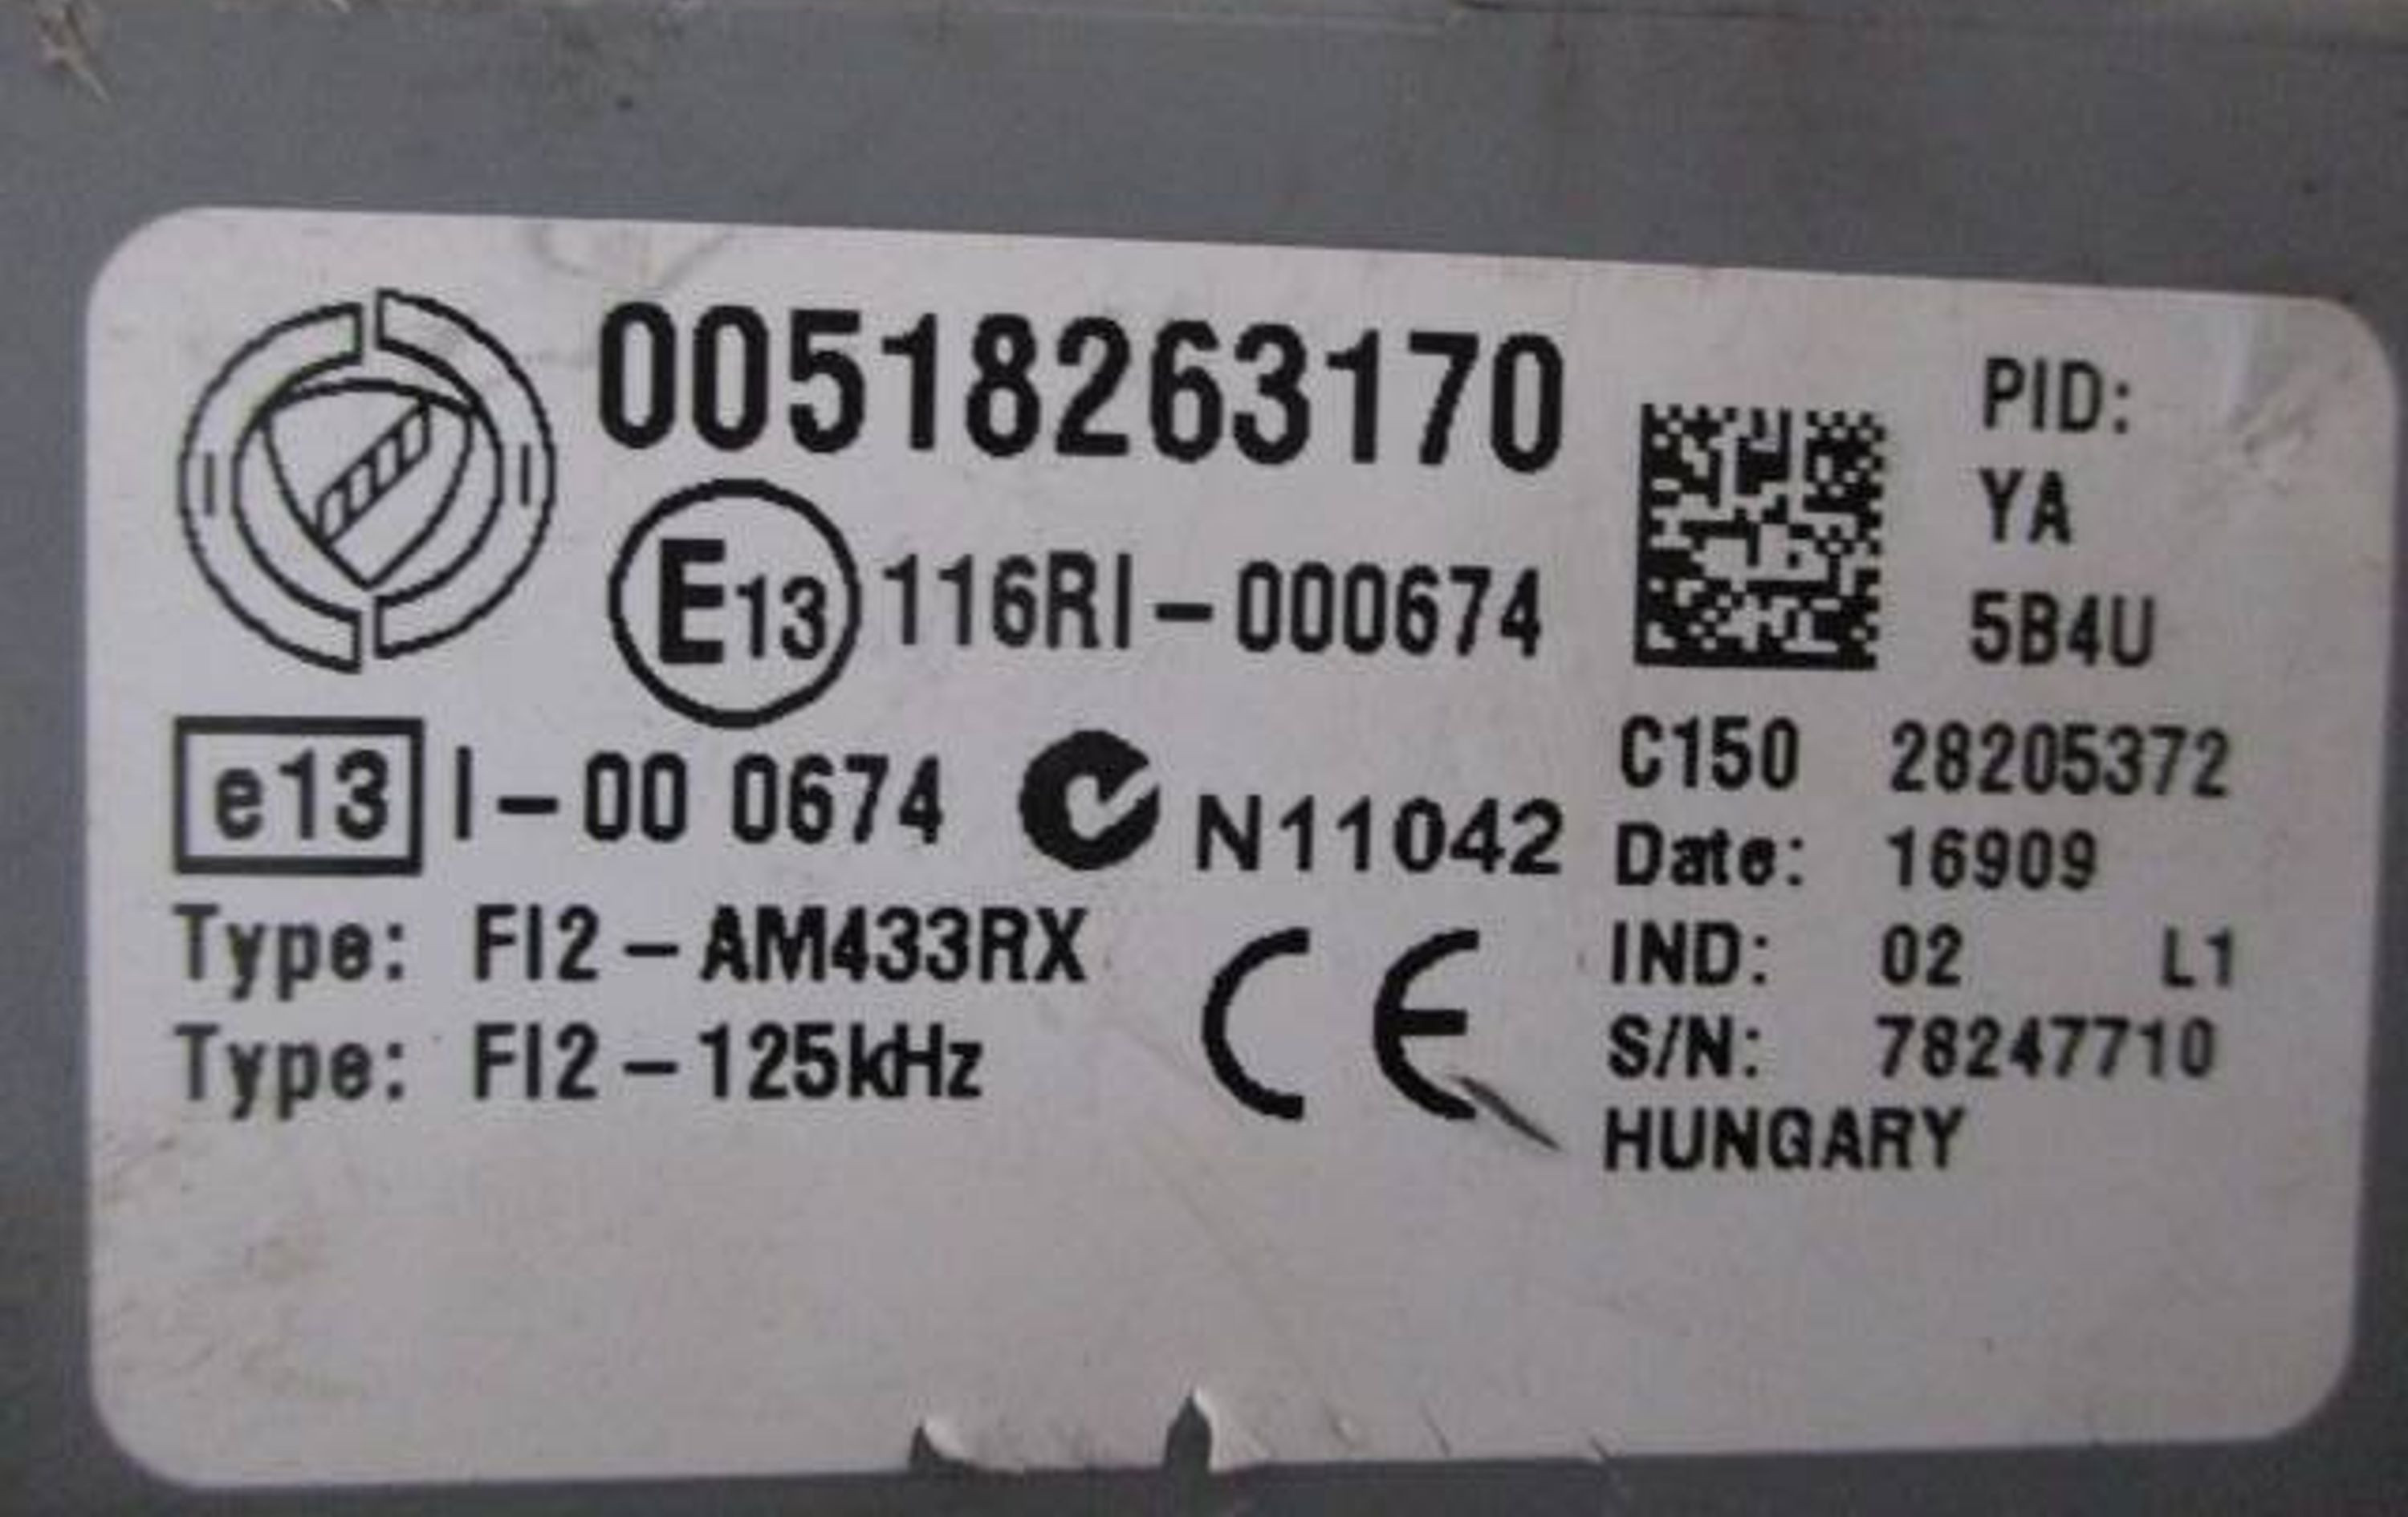 00518263170
E13 116RI-000674
e13 I-00 0674 N11042
Type: FI2-AM433RX
Type: FI2-125kHz
CE
PID:
YA
5B4U
C150 28205372
Date: 16909
IND: 02 L1
S/N: 78247710
HUNGARY